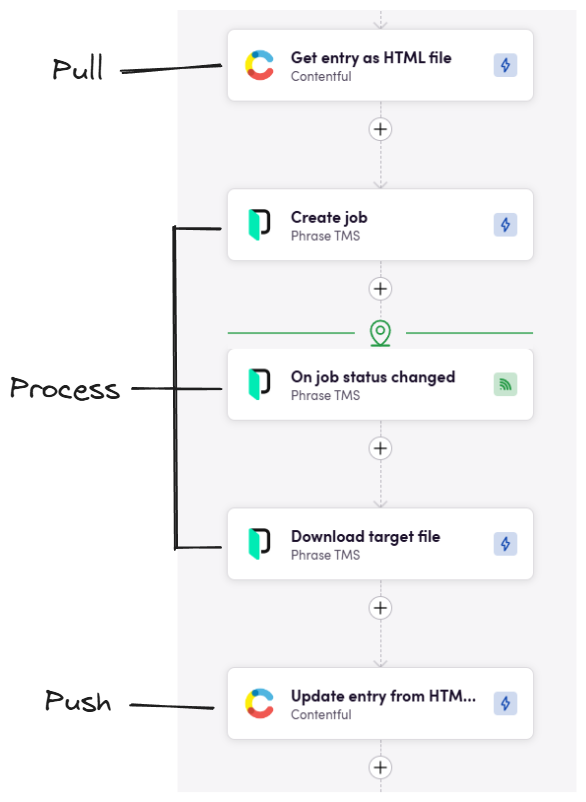 Pull
Get entry as HTML file
Contentful
Create job
Phrase TMS
Process
On job status changed
Phrase TMS
Download target file
Phrase TMS
Push
Update entry from HTM...
Contentful